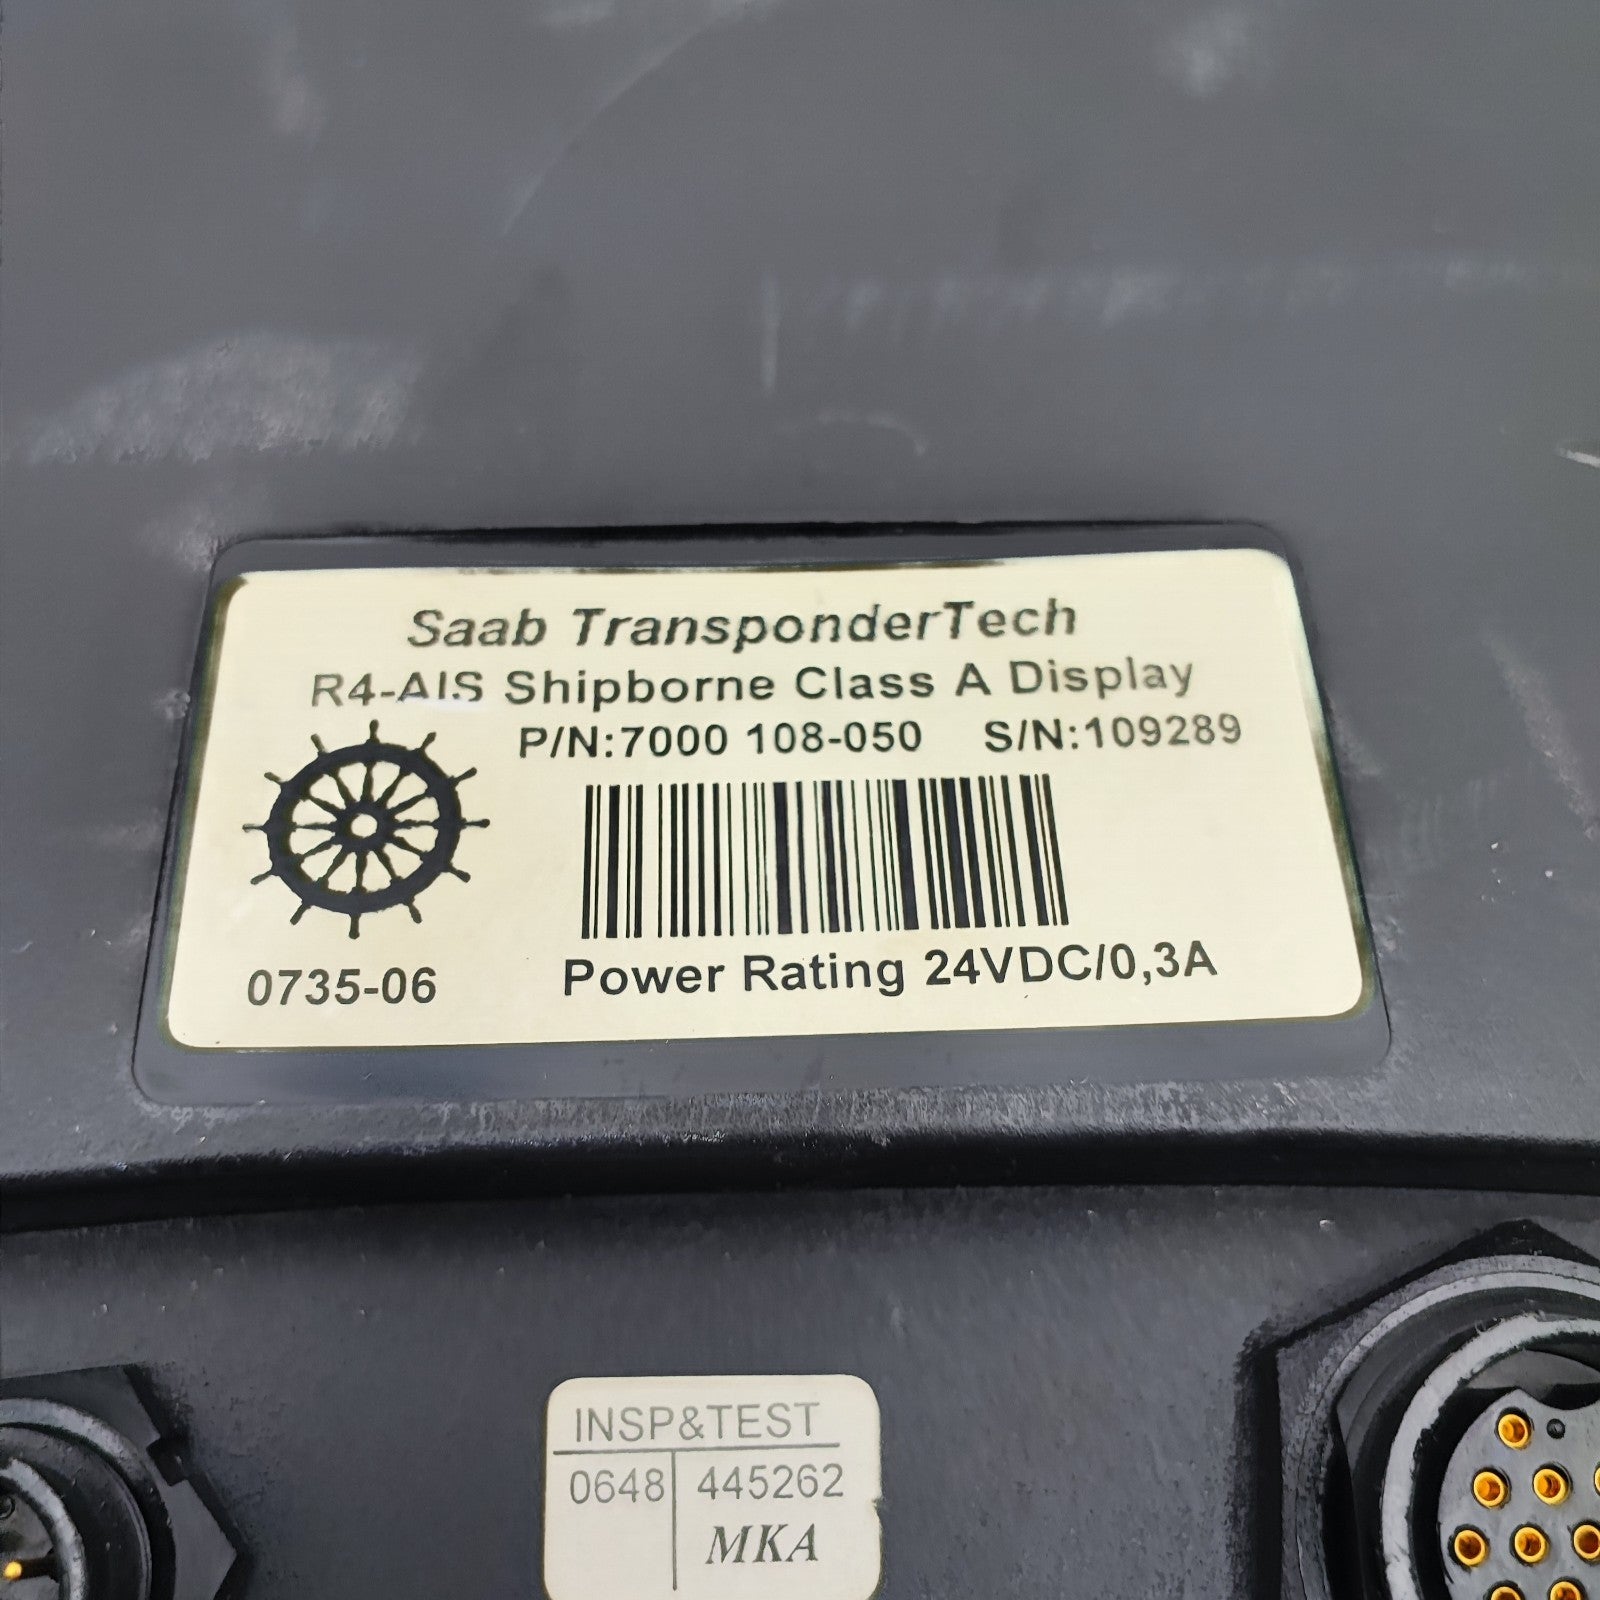 Saab TransponderTech
R4-AIS Shipborne Class A Display
P/N:7000 108-050 S/N:109289
0735-06
Power Rating 24VDC/0,3A
INSP&TEST
0648 445262
MKA